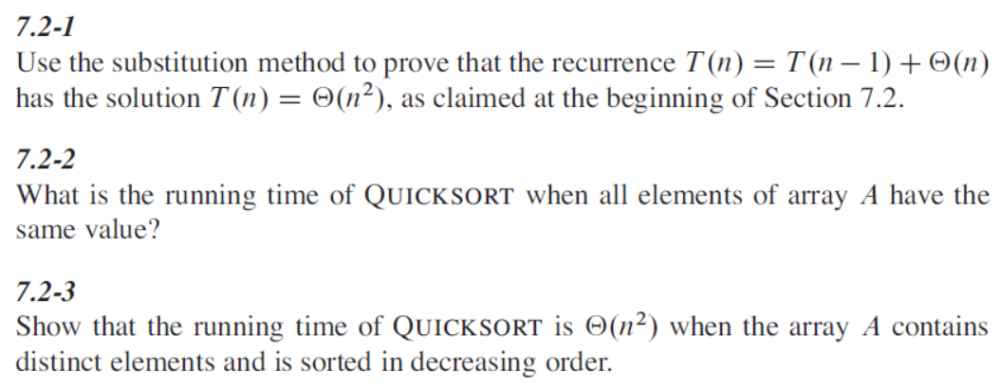 7.2-1
Use the substitution method to prove that the recurrence T(n) = T(n − 1) + Θ(n)
has the solution T(n) = Θ(n²), as claimed at the beginning of Section 7.2.
7.2-2
What is the running time of QUICKSORT when all elements of array A have the
same value?
7.2-3
Show that the running time of QUICKSORT is Θ(n²) when the array A contains
distinct elements and is sorted in decreasing order.